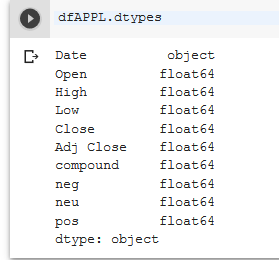 dfAPPL.dtypes
Date object
Open float64
High float64
Low float64
Close float64
Adj Close float64
compound float64
neg float64
neu float64
pos float64
dtype: object